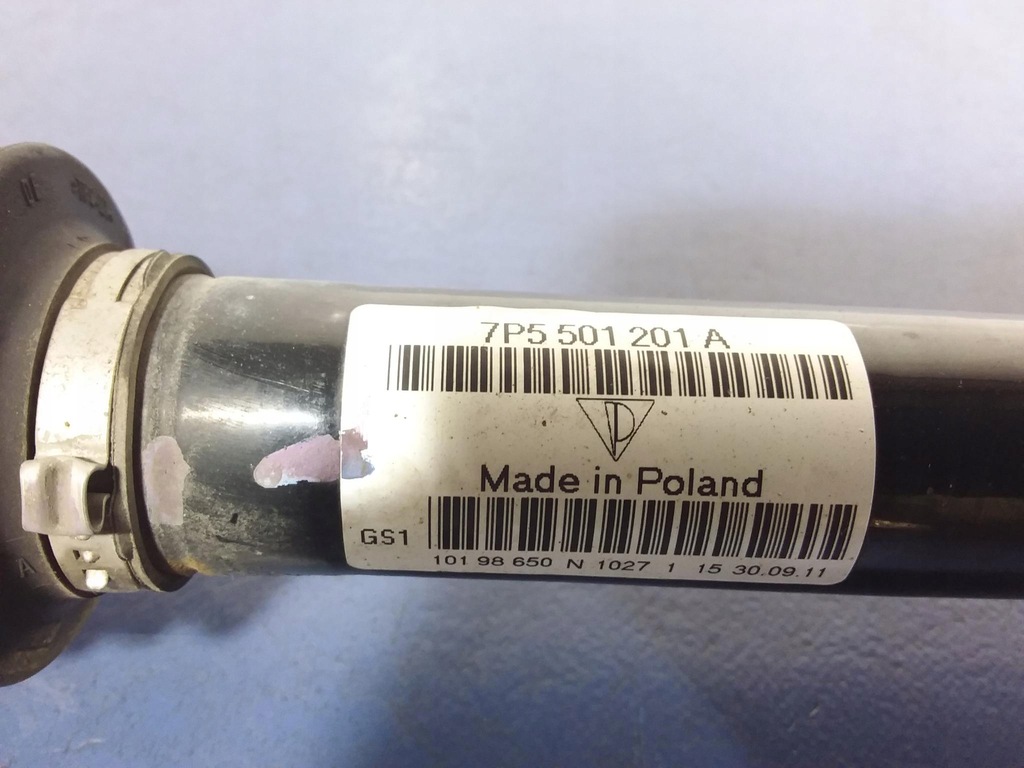 7P5 501 201 A
Made in Poland
GS1
101 98 650 N 1027 1 15 30.09.11
A